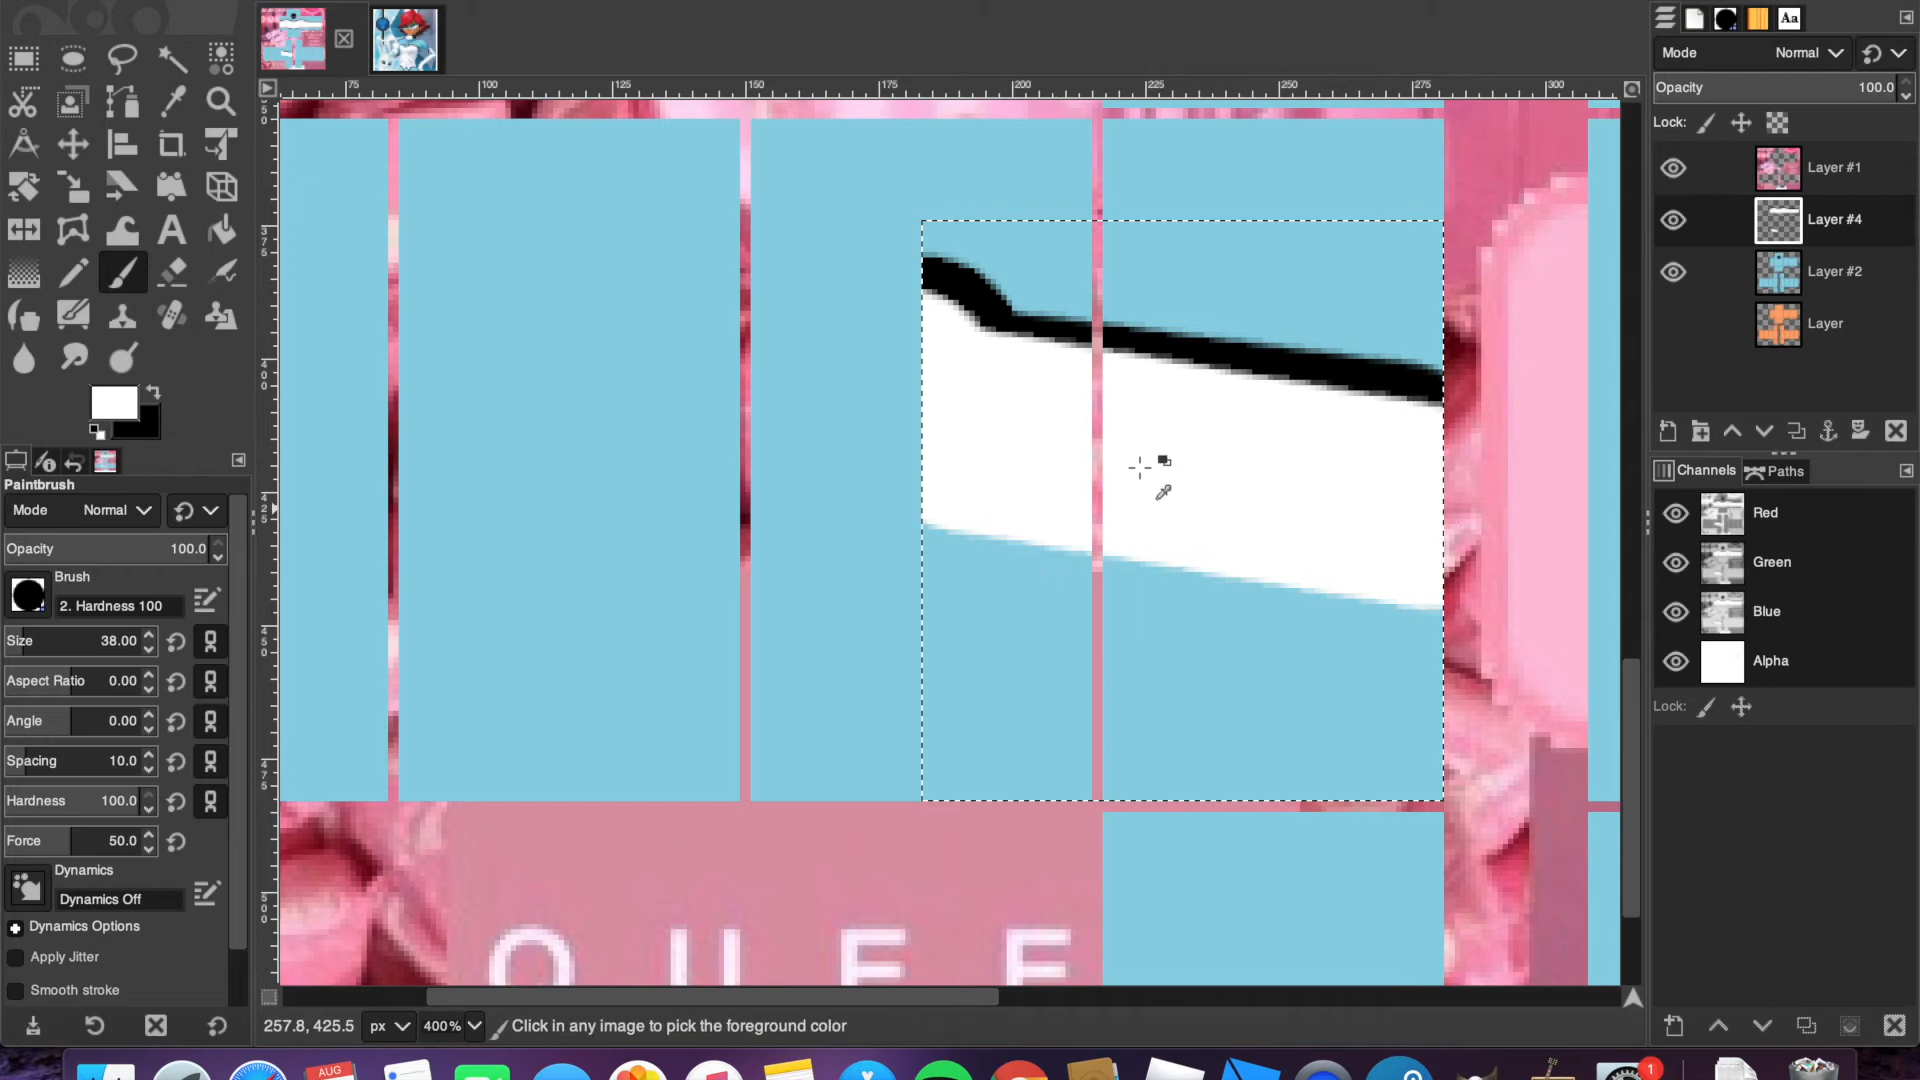 Aa
Mode Normal
Opacity 100.0
Lock:
Layer #1
Layer #4
Layer #2
Layer
Channels Paths
Red
Green
Blue
Alpha
Lock:
75 100 125 150 175 200 225 250 275 300
Paintbrush
Mode Normal
Opacity 100.0
Brush
2. Hardness 100
Size 38.00
Aspect Ratio 0.00
Angle 0.00
Spacing 10.0
Hardness 100.0
Force 50.0
Dynamics
Dynamics Off
Dynamics Options
Apply Jitter
Smooth stroke
257.8, 425.5 px 400% Click in any image to pick the foreground color
AUG
1